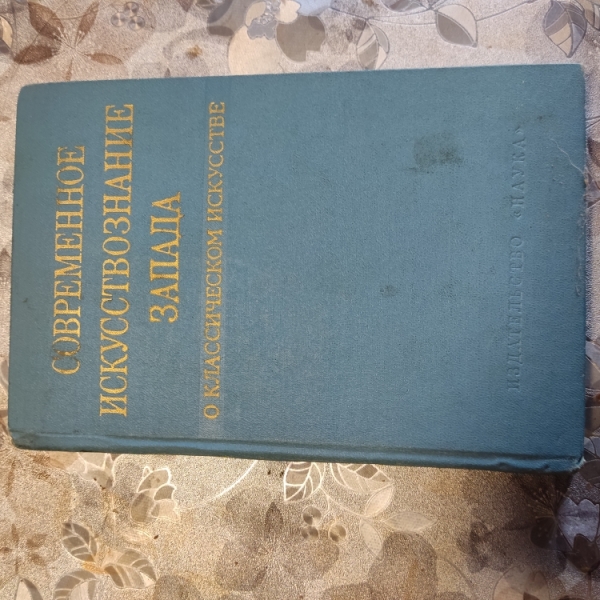 СОВРЕМЕННОЕ
ИСКУССТВОЗНАНИЕ
ЗАПАДА
О КЛАССИЧЕСКОМ ИСКУССТВЕ
ИЗДАТЕЛЬСТВО «НАУКА»